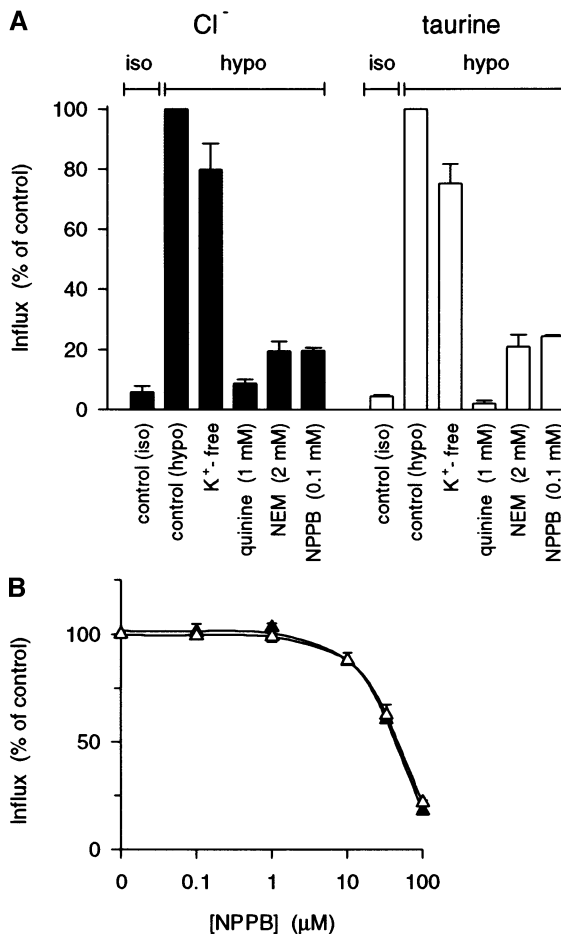 A
Cl⁻ taurine
iso hypo iso hypo
Influx (% of control)
100
80
60
40
20
0
control (iso)
control (hypo)
K⁺- free
quinine (1 mM)
NEM (2 mM)
NPPB (0.1 mM)
control (iso)
control (hypo)
K⁺- free
quinine (1 mM)
NEM (2 mM)
NPPB (0.1 mM)
B
Influx (% of control)
100
50
0
0 0.1 1 10 100
[NPPB] (μM)